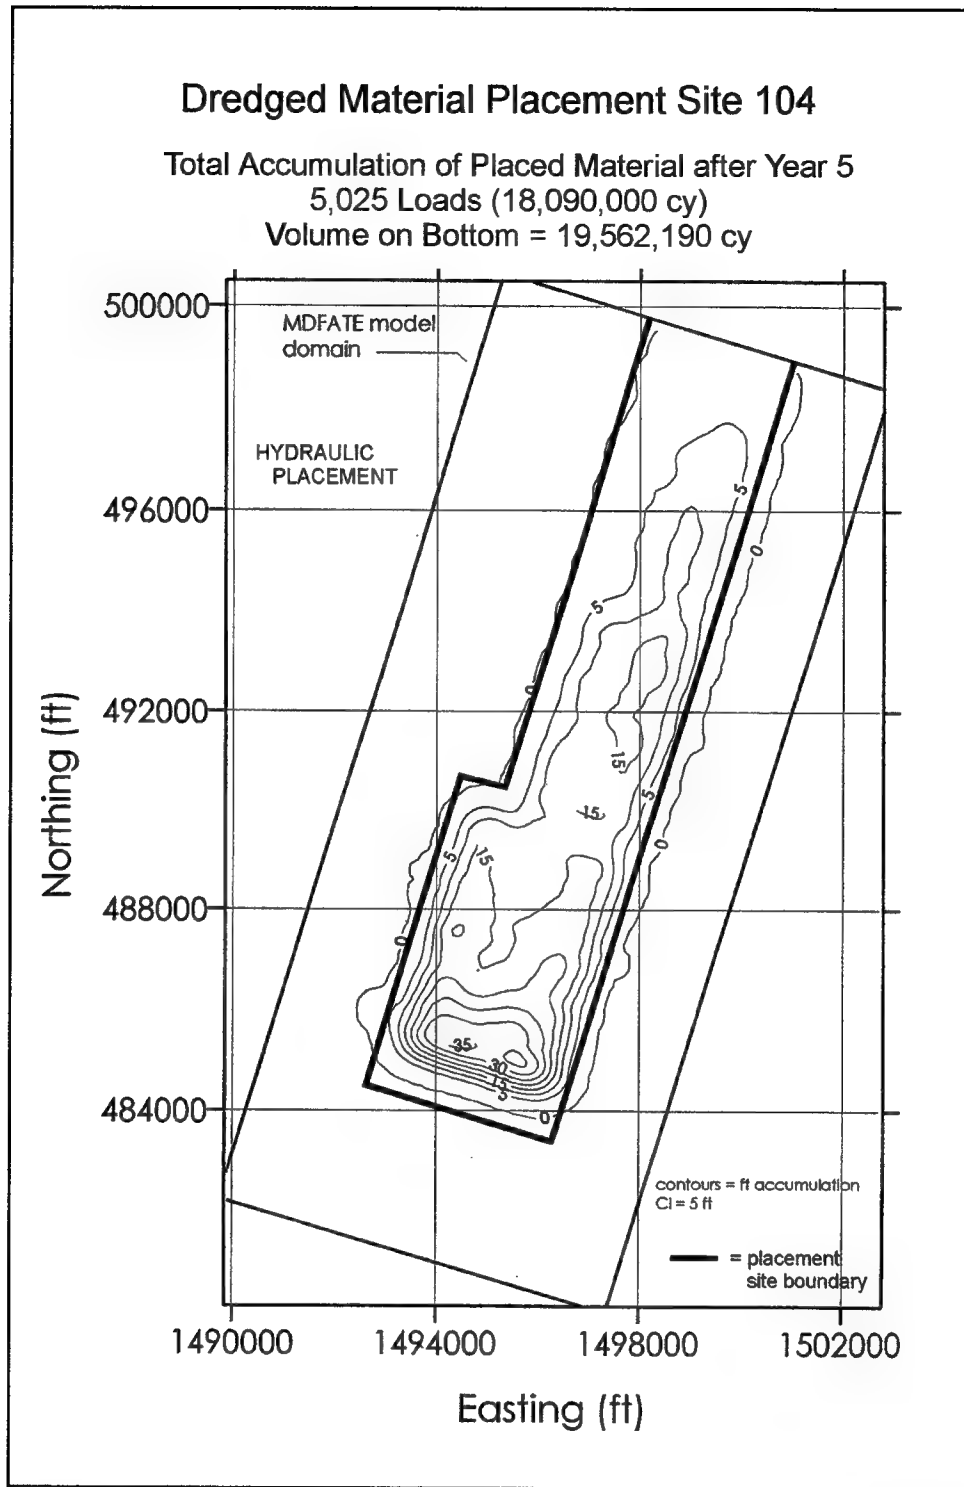 Dredged Material Placement Site 104
Total Accumulation of Placed Material after Year 5
5,025 Loads (18,090,000 cy)
Volume on Bottom = 19,562,190 cy
500000
MDFATE model
domain
HYDRAULIC
PLACEMENT
496000
5
0
5
0
492000
15
5
15
0
5
15
488000
0
35
30
15
5
484000
0
contours = ft accumulation
CI = 5 ft
= placement
site boundary
1490000 1494000 1498000 1502000
Easting (ft)
Northing (ft)